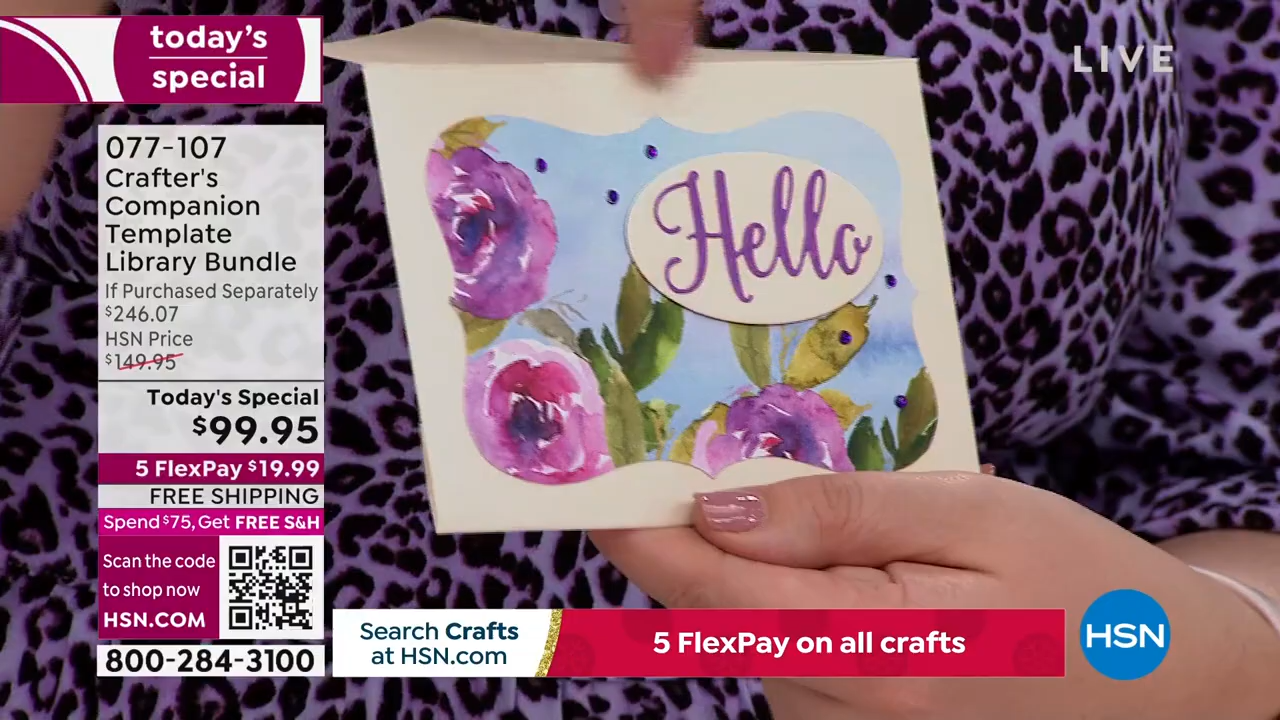 today's
special
LIVE
077-107
Crafter's
Companion
Template
Library Bundle
If Purchased Separately
$246.07
HSN Price
$149.95
Today's Special
$99.95
5 FlexPay $19.99
FREE SHIPPING
Spend $75, Get FREE S&H
Scan the code
to shop now
HSN.COM
800-284-3100
Hello
Search Crafts
at HSN.com
5 FlexPay on all crafts
HSN